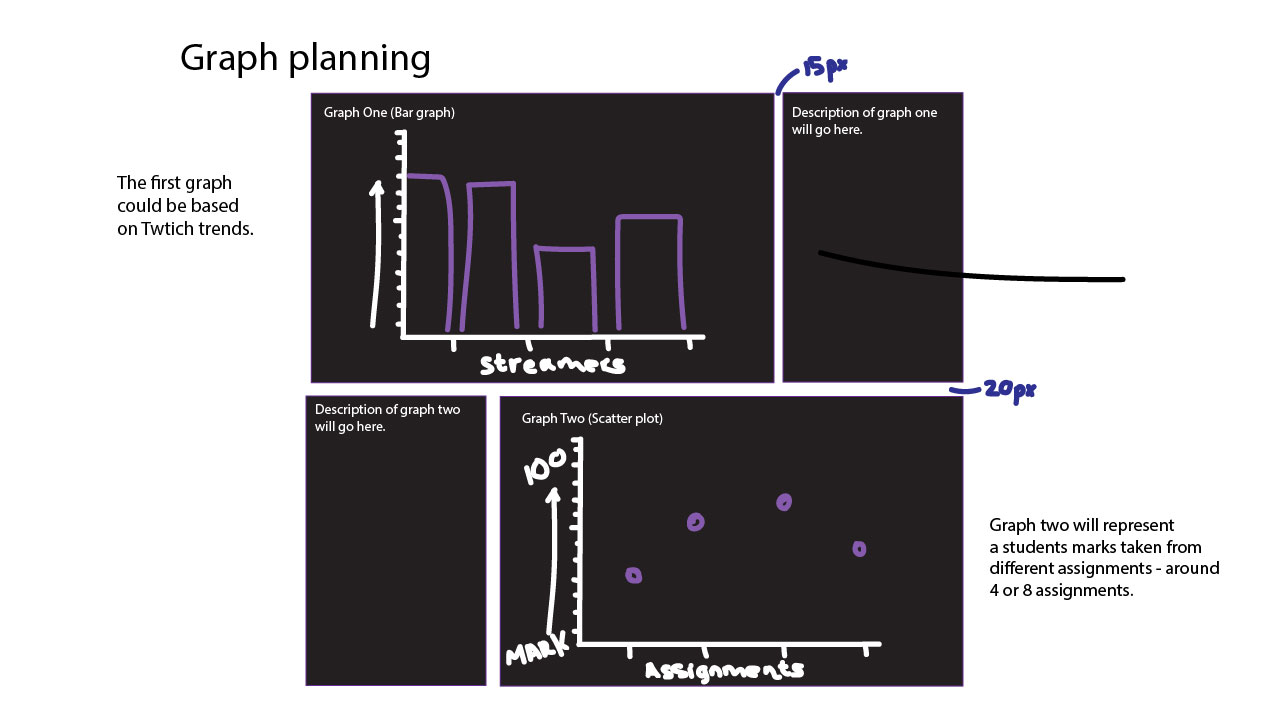 Graph planning
15px
Graph One (Bar graph)
Description of graph one
will go here.
The first graph
could be based
on Twtich trends.
Streamers
20px
Description of graph two
will go here.
Graph Two (Scatter plot)
100
MARK
Assignments
Graph two will represent
a students marks taken from
different assignments - around
4 or 8 assignments.